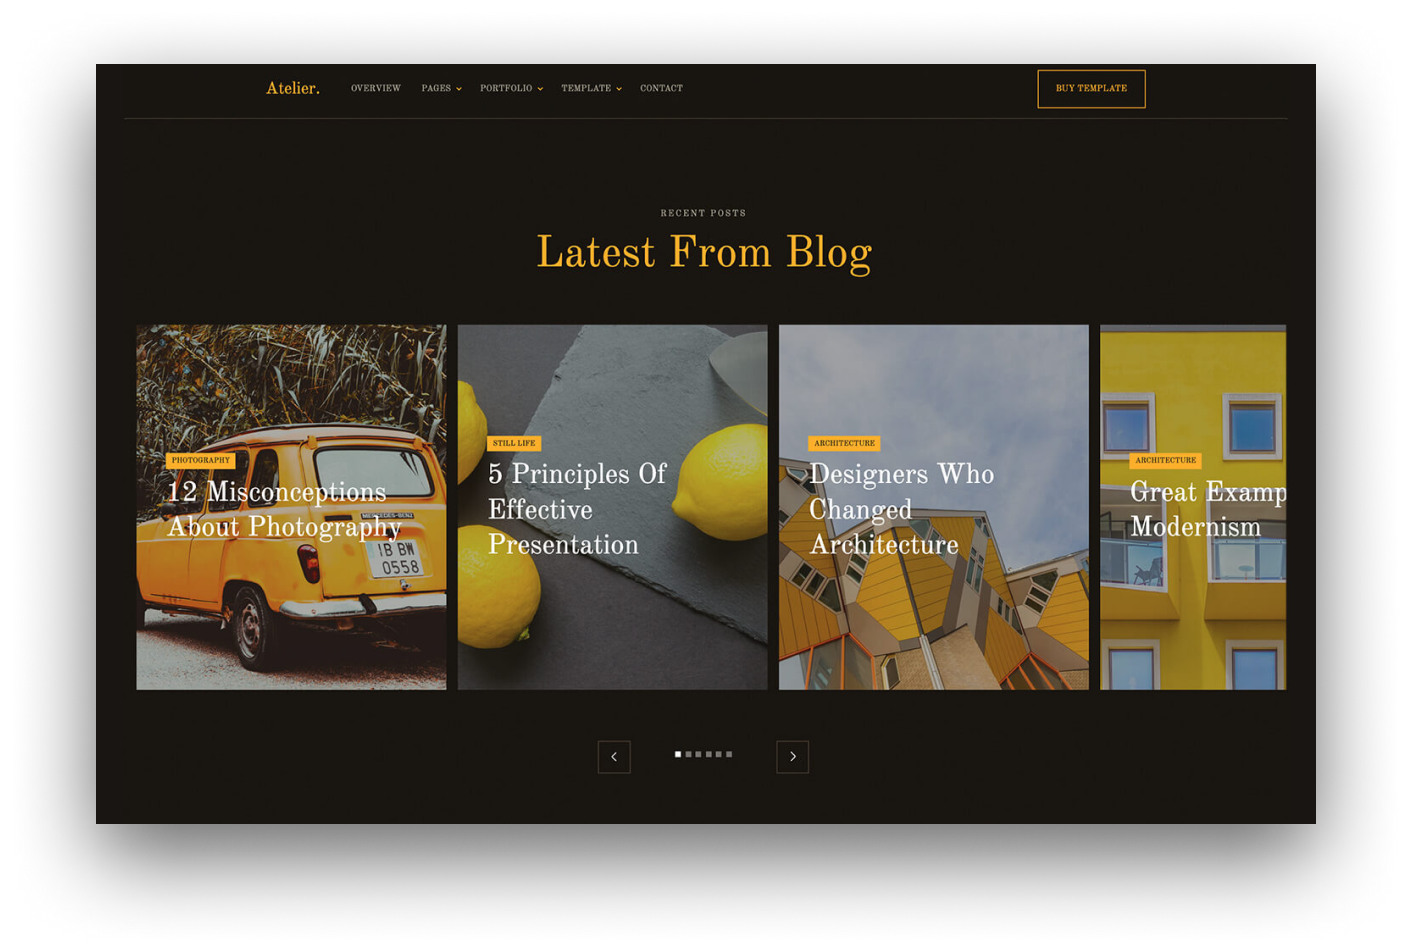 Atelier.
OVERVIEW
PAGES
PORTFOLIO
TEMPLATE
CONTACT
BUY TEMPLATE
RECENT POSTS
Latest From Blog
PHOTOGRAPHY
12 Misconceptions
About Photography
MERCEDES-BENZ
IB BW
0558
STILL LIFE
5 Principles Of
Effective
Presentation
ARCHITECTURE
Designers Who
Changed
Architecture
ARCHITECTURE
Great Examp
Modernism